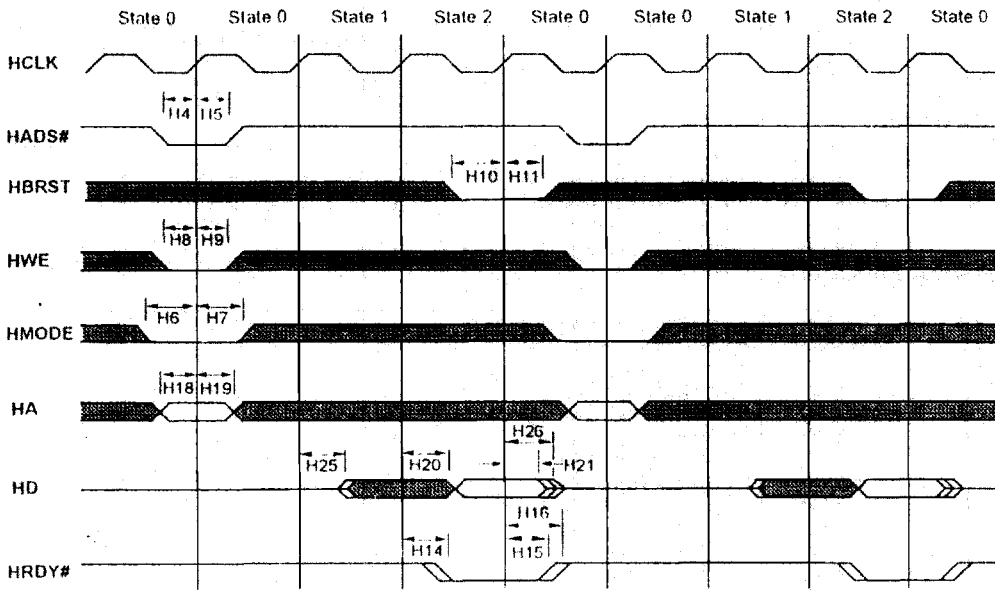 State 0 State 0 State 1 State 2 State 0 State 0 State 1 State 2 State 0
HCLK
H4 H5
HADS#
H10 H11
HBRST
H8 H9
HWE
H6 H7
HMODE
H18 H19
HA
H26
H25 H20 H21
HD
H16
H14 H15
HRDY#